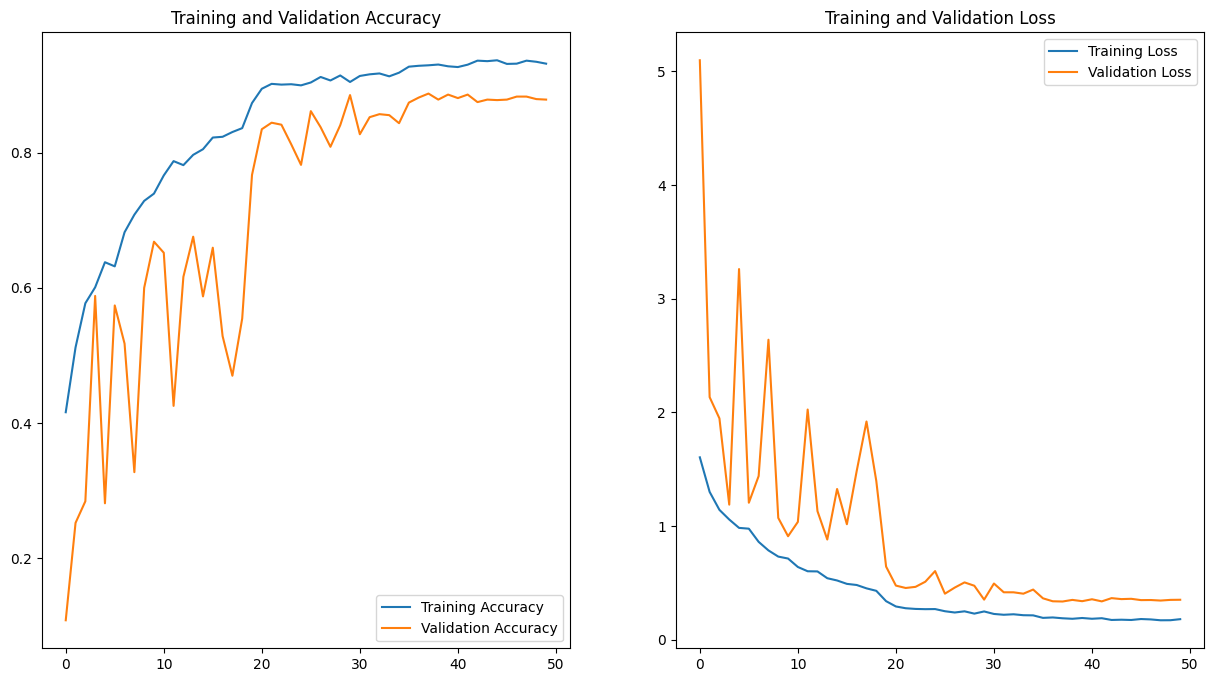 Training and Validation Accuracy
0.8
0.6
0.4
0.2
Training Accuracy
Validation Accuracy
0 10 20 30 40 50
Training and Validation Loss
Training Loss
Validation Loss
5
4
3
2
1
0
0 10 20 30 40 50